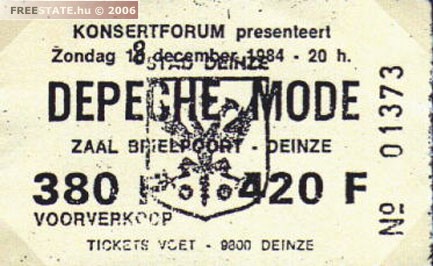 FREESTATE.hu © 2006
KONSERTFORUM presenteert
Zondag 18 december 1984 - 20 h.
STAD DEINZE
DEPECHE MODE
ZAAL BRIELPOORT - DEINZE
380 F 420 F
VOORVERKOOP
TICKETS VOET - 9800 DEINZE
No 01373